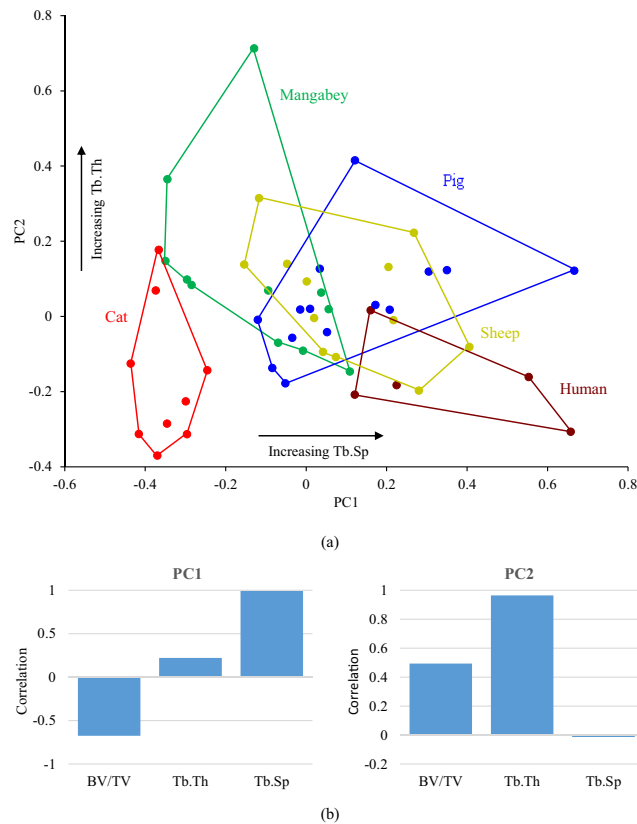 0.8
0.6
0.4
0.2
0
-0.2
-0.4
PC2
Increasing Tb.Th
Mangabey
Pig
Cat
Sheep
Human
Increasing Tb.Sp
-0.6 -0.4 -0.2 0 0.2 0.4 0.6 0.8
PC1
(a)
PC1
1
0.5
0
-0.5
-1
Correlation
BV/TV Tb.Th Tb.Sp
PC2
1
0.8
0.6
0.4
0.2
0
-0.2
Correlation
BV/TV Tb.Th Tb.Sp
(b)